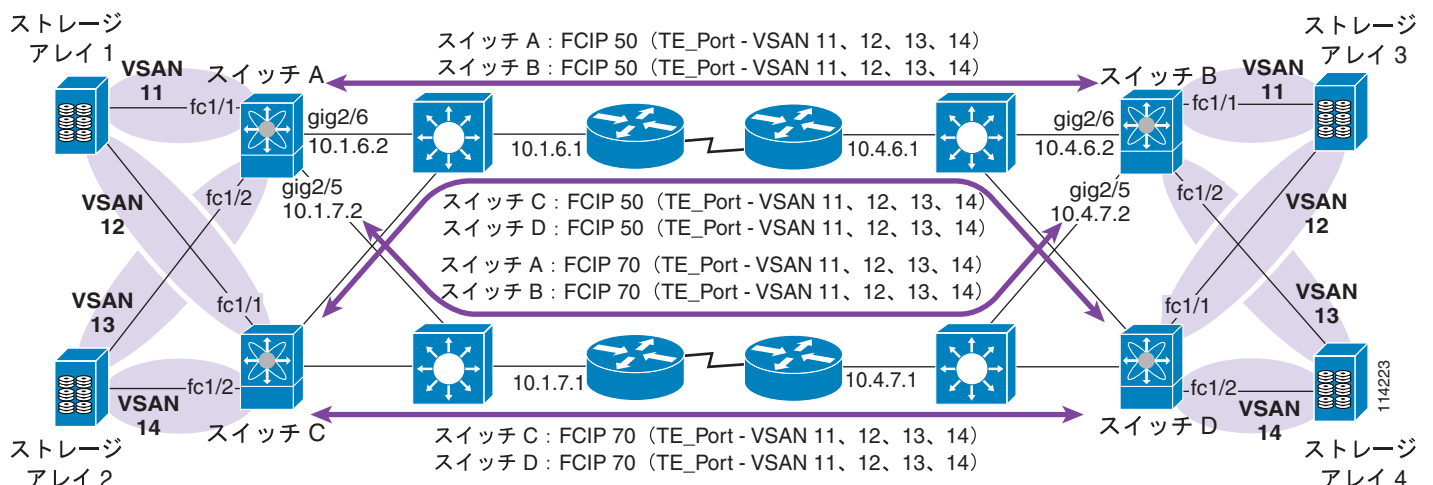 ストレージ
アレイ 1
VSAN
11
スイッチ A
fc1/1
gig2/6
10.1.6.2
gig2/5
10.1.7.2
fc1/2
VSAN
12
VSAN
13
fc1/1
fc1/2
VSAN
14
スイッチ C
ストレージ
アレイ 2
スイッチ A：FCIP 50（TE_Port - VSAN 11、12、13、14）
スイッチ B：FCIP 50（TE_Port - VSAN 11、12、13、14）
10.1.6.1
10.4.6.1
スイッチ C：FCIP 50（TE_Port - VSAN 11、12、13、14）
スイッチ D：FCIP 50（TE_Port - VSAN 11、12、13、14）
スイッチ A：FCIP 70（TE_Port - VSAN 11、12、13、14）
スイッチ B：FCIP 70（TE_Port - VSAN 11、12、13、14）
10.1.7.1
10.4.7.1
スイッチ C：FCIP 70（TE_Port - VSAN 11、12、13、14）
スイッチ D：FCIP 70（TE_Port - VSAN 11、12、13、14）
スイッチ B
VSAN
11
ストレージ
アレイ 3
fc1/1
gig2/6
10.4.6.2
gig2/5
10.4.7.2
fc1/2
VSAN
12
fc1/1
VSAN
13
fc1/2
VSAN
14
スイッチ D
ストレージ
アレイ 4
114223